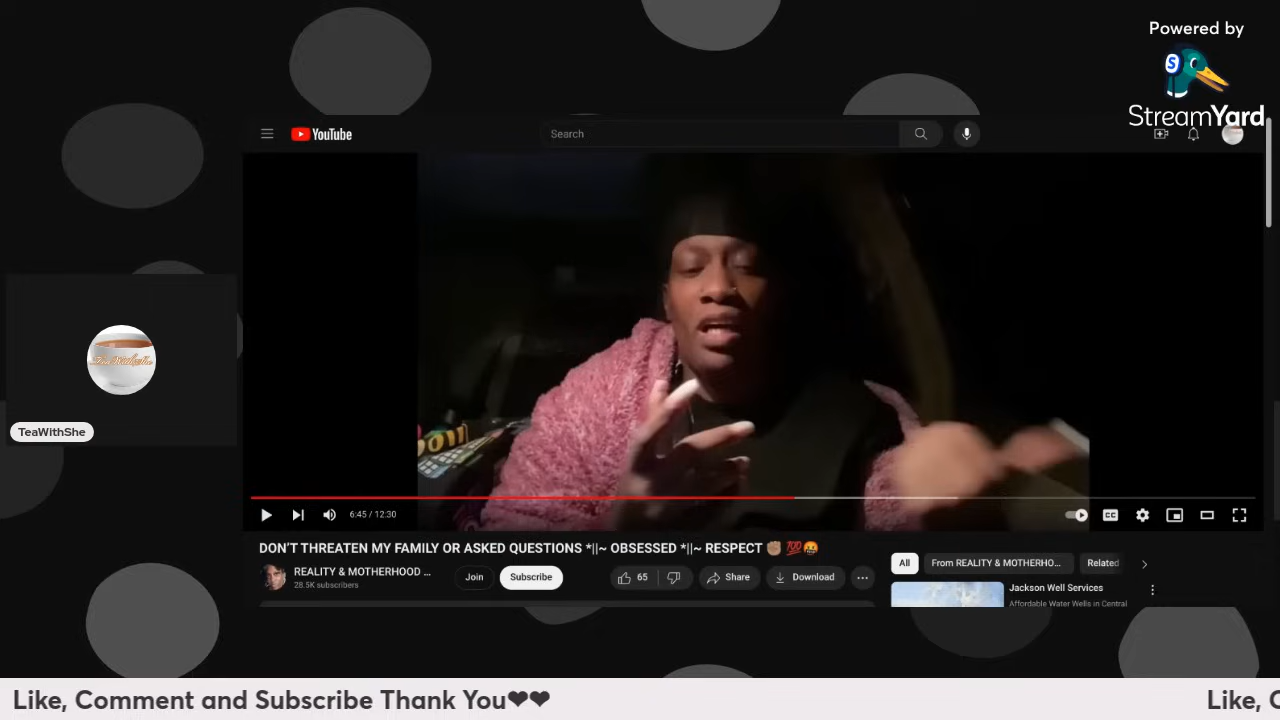 Powered by
StreamYard
YouTube
Search
TeaWithShe
6:45 / 12:30
CC
DON'T THREATEN MY FAMILY OR ASKED QUESTIONS *||~ OBSESSED *||~ RESPECT ✊🏽 💯🤬
REALITY & MOTHERHOOD ...
28.5K subscribers
Join
Subscribe
65
Share
Download
All
From REALITY & MOTHERHO...
Related
Jackson Well Services
Affordable Water Wells in Central
Like, Comment and Subscribe Thank You❤❤
Like, C